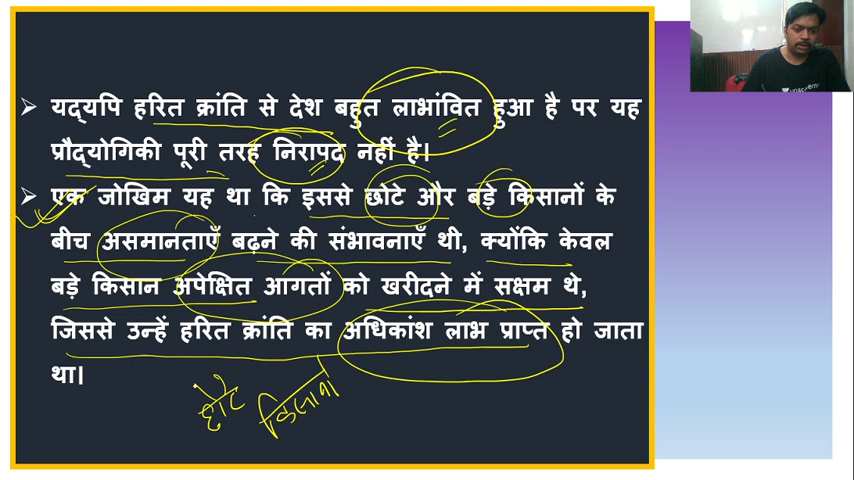 ➢ यद्यपि हरित क्रांति से देश बहुत लाभांवित हुआ है पर यह
प्रौद्योगिकी पूरी तरह निरापद नहीं है।
➢ एक जोखिम यह था कि इससे छोटे और बड़े किसानों के
बीच असमानताएँ बढ़ने की संभावनाएँ थी, क्योंकि केवल
बड़े किसान अपेक्षित आगतों को खरीदने में सक्षम थे,
जिससे उन्हें हरित क्रांति का अधिकांश लाभ प्राप्त हो जाता
था।
छोटे किसानों